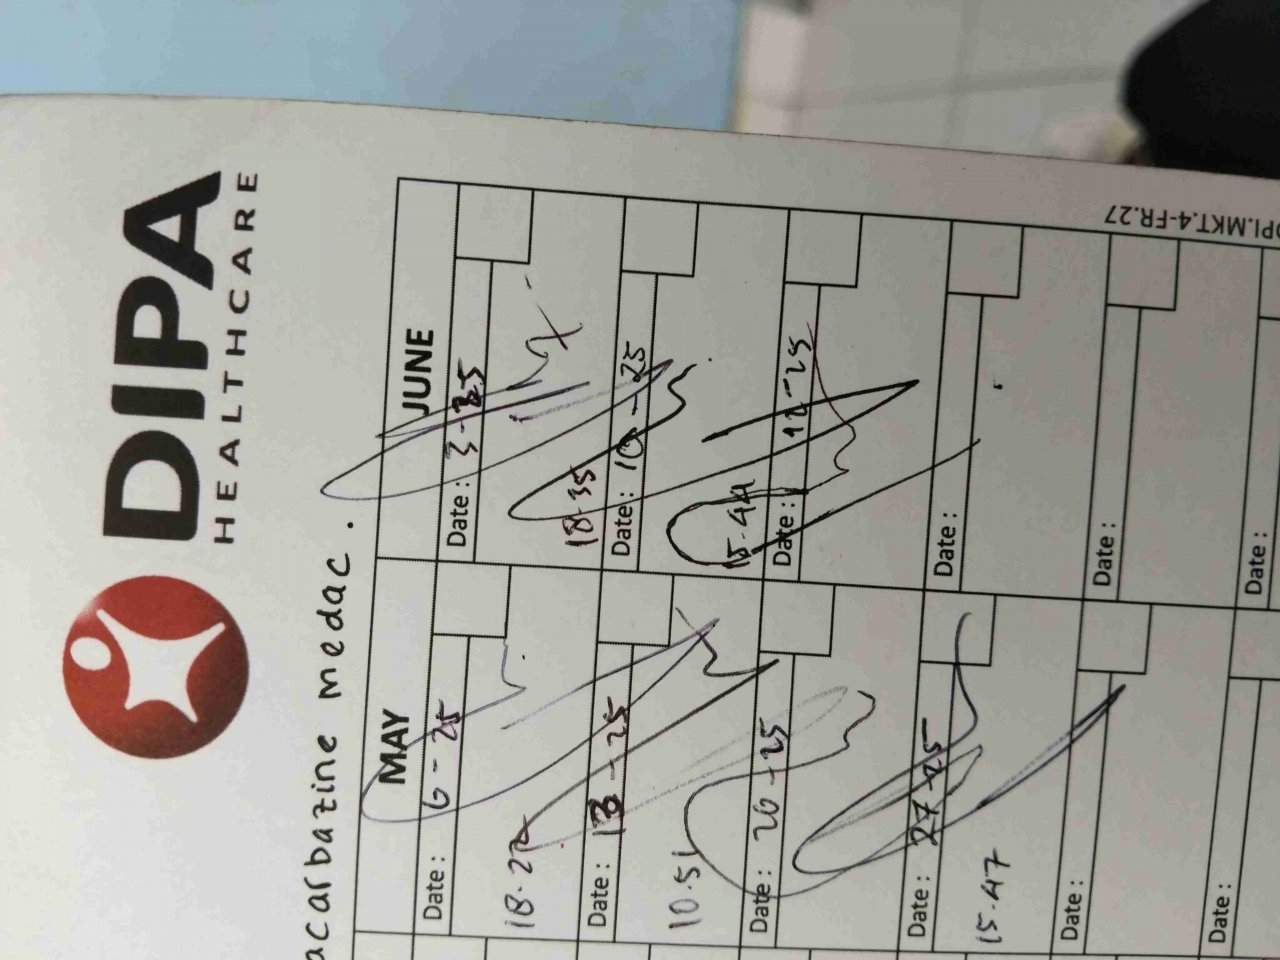 DIPA
HEALTHCARE
acarbazine medac.
MAY
JUNE
Date: 6-25
Date: 3-25
18.27
18.35
Date: 13-25
Date: 10-25
10.51
15.44
Date: 20-25
Date: 12-25
Date: 27-25
Date:
15.47
Date:
Date:
Date:
Date:
DPI.MKT.4-FR.27